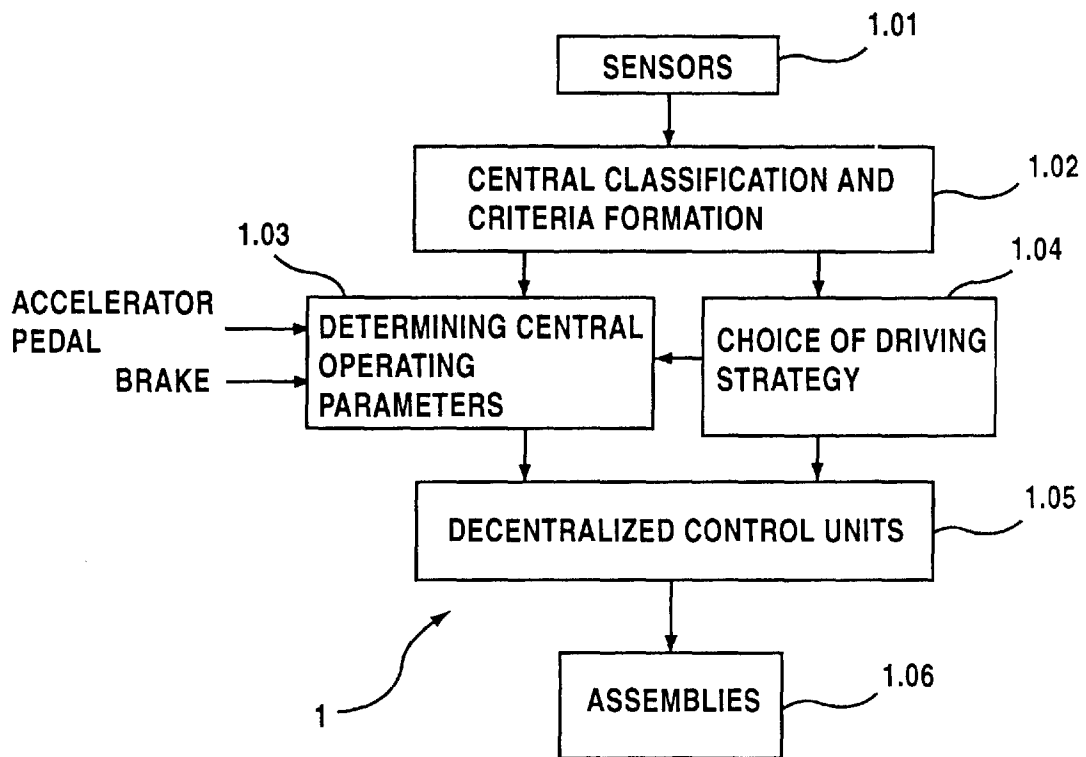 1.01
SENSORS
1.02
CENTRAL CLASSIFICATION AND
CRITERIA FORMATION
1.03
1.04
ACCELERATOR
PEDAL
BRAKE
DETERMINING CENTRAL
OPERATING
PARAMETERS
CHOICE OF DRIVING
STRATEGY
1.05
DECENTRALIZED CONTROL UNITS
1
ASSEMBLIES
1.06